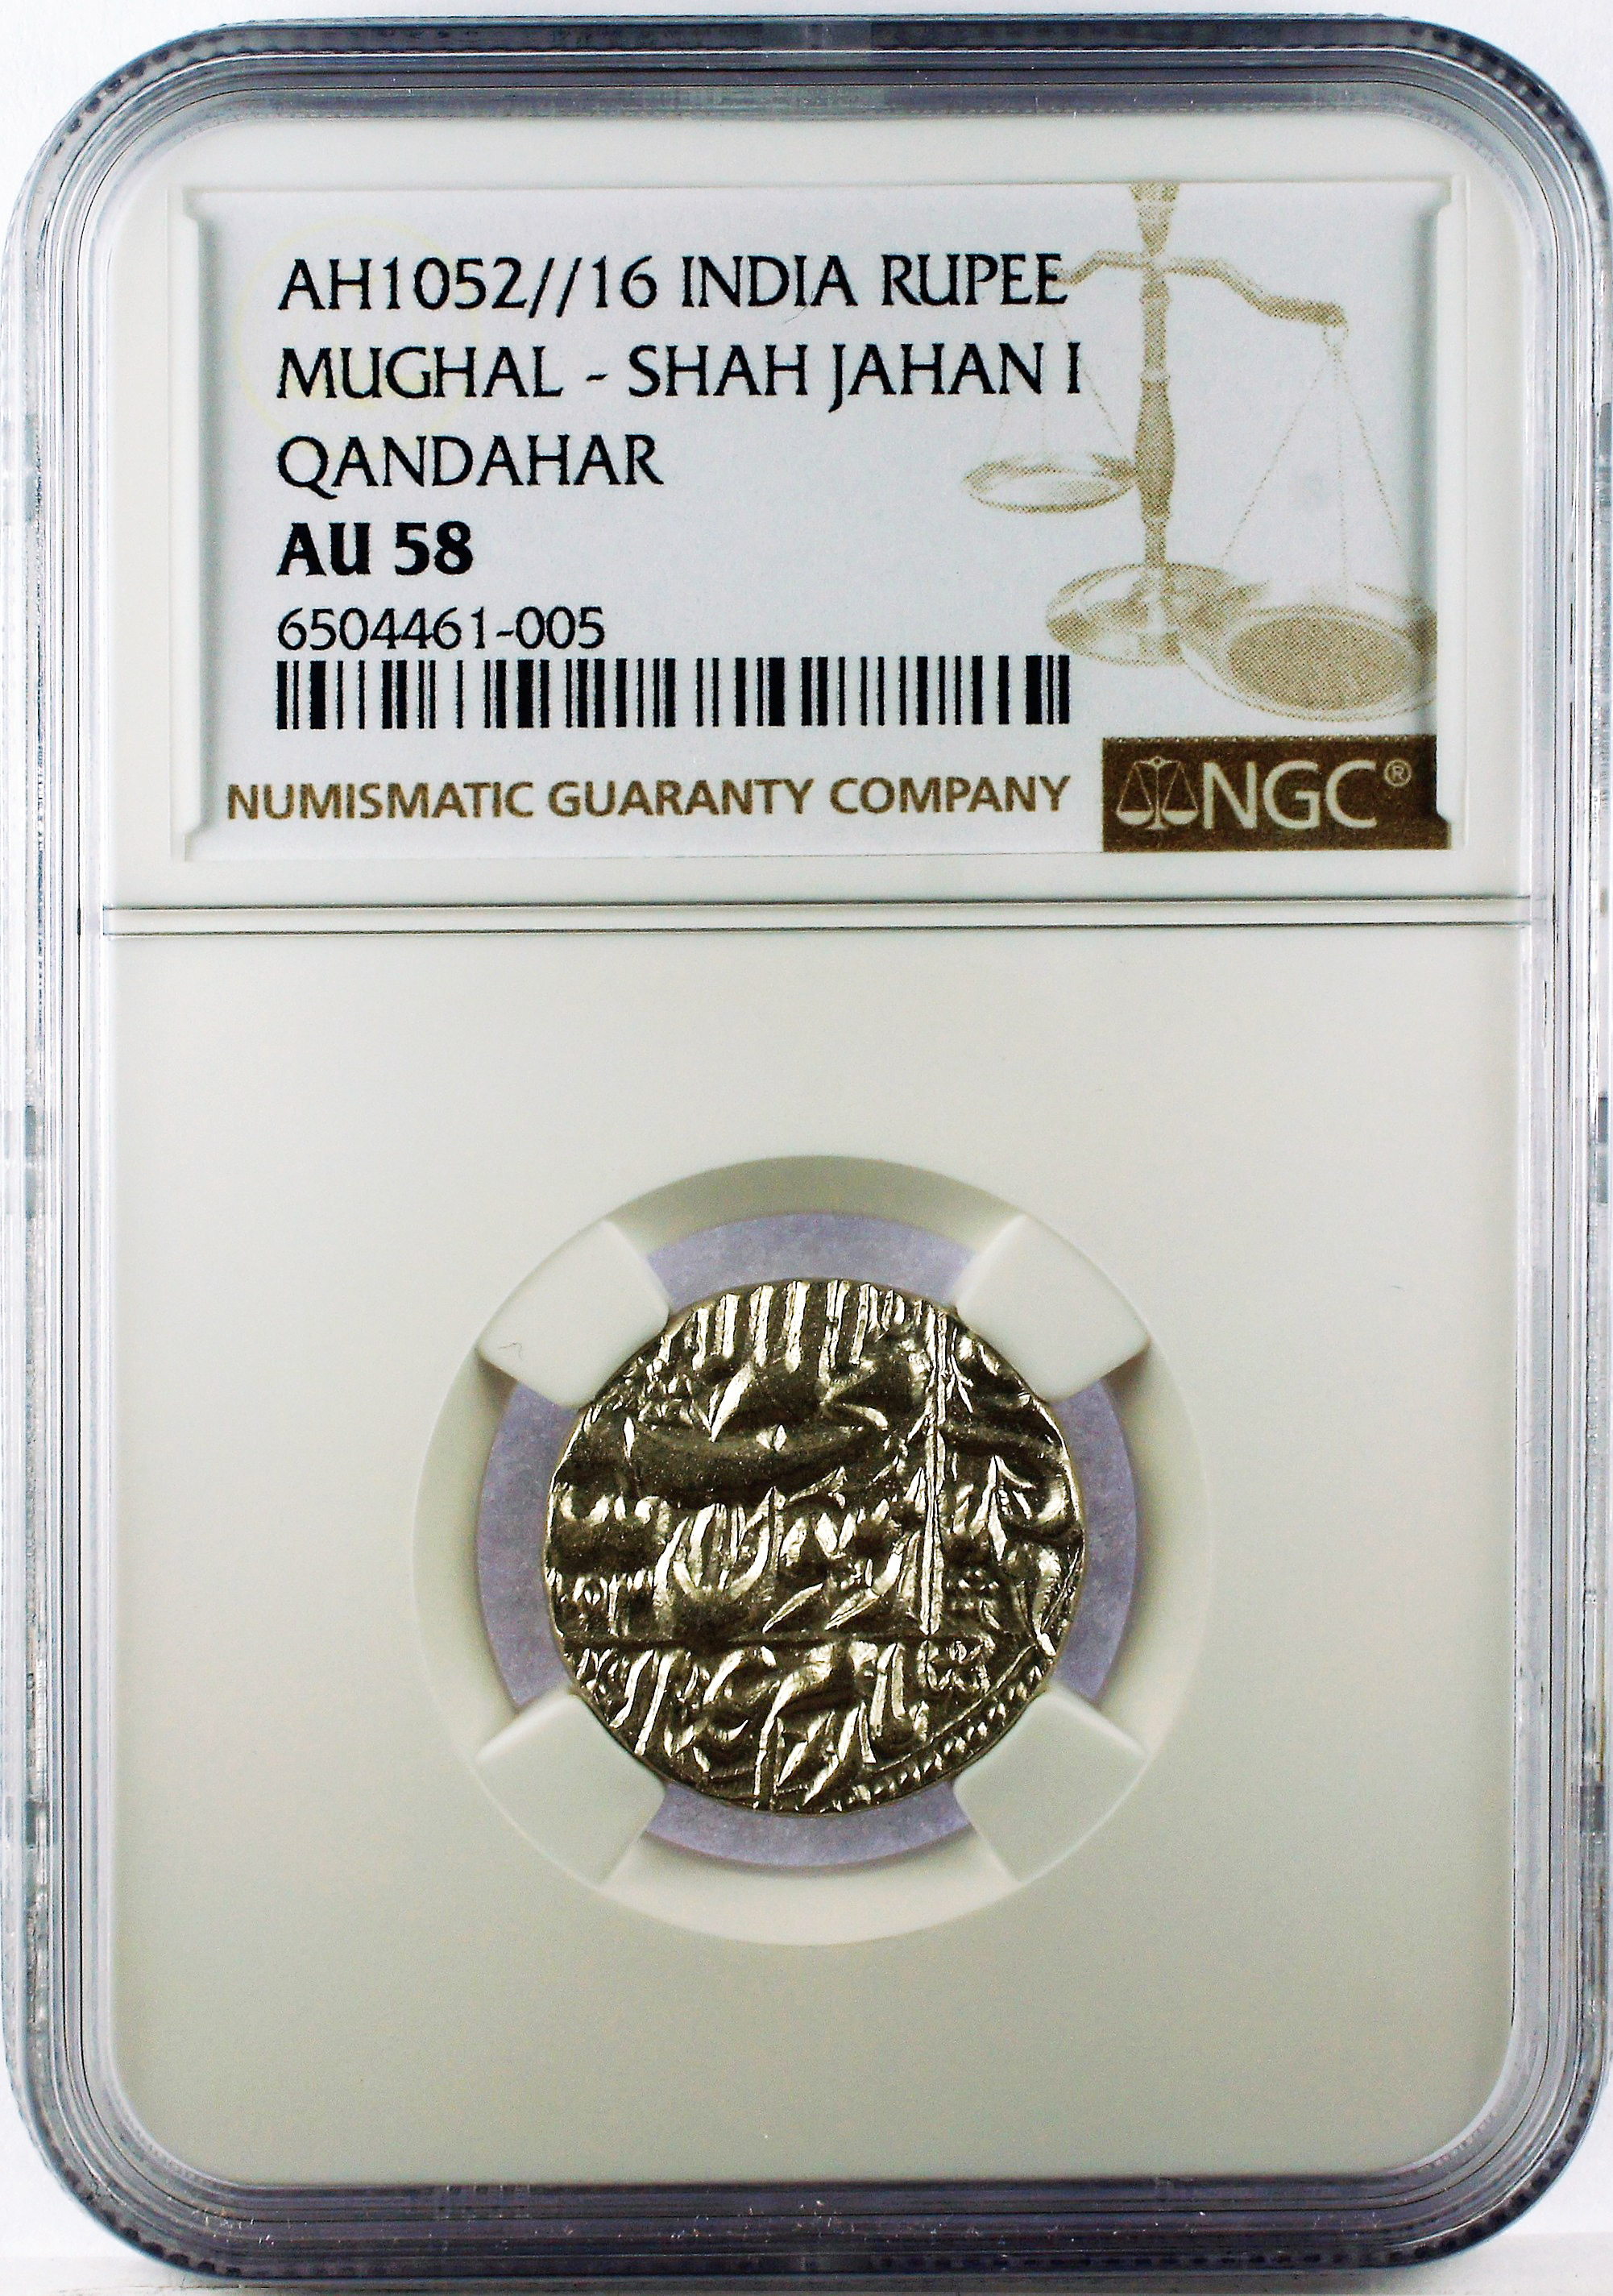 AH1052//16 INDIA RUPEE
MUGHAL - SHAH JAHAN I
QANDAHAR
AU 58
6504461-005
NUMISMATIC GUARANTY COMPANY NGC®